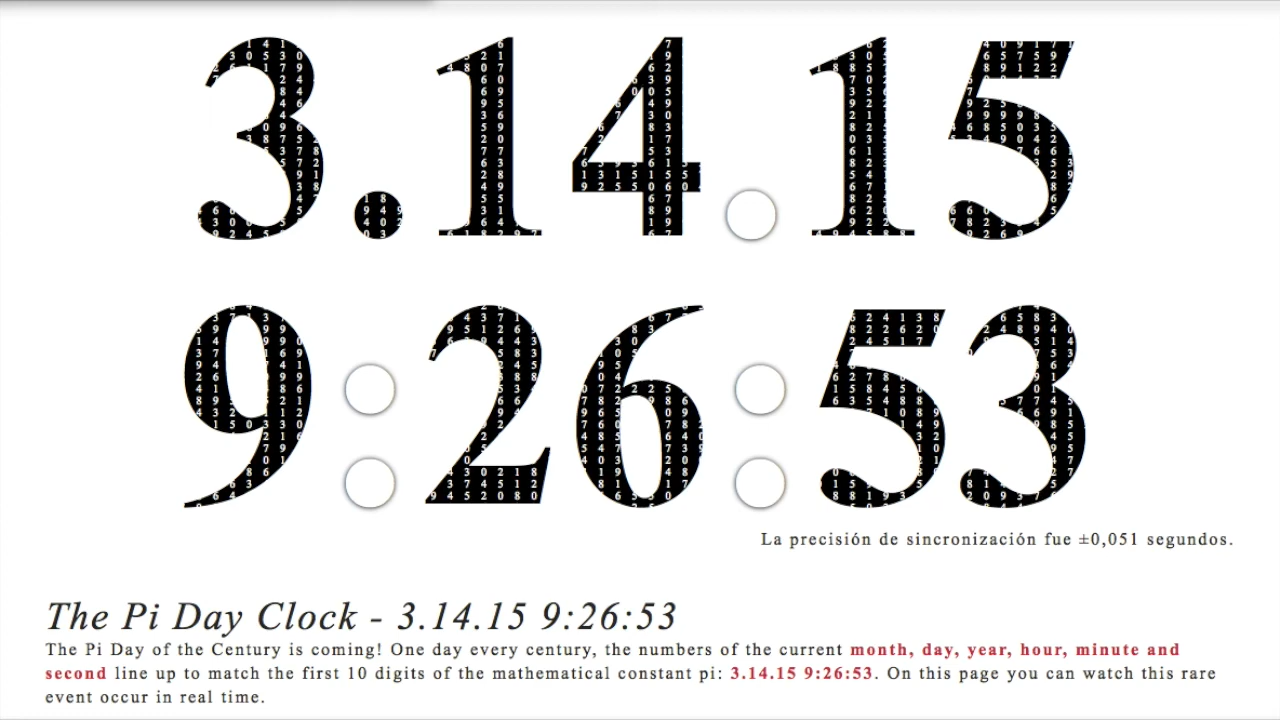 3.14.15
9:26:53
La precisión de sincronización fue ±0,051 segundos.
The Pi Day Clock - 3.14.15 9:26:53
The Pi Day of the Century is coming! One day every century, the numbers of the current month, day, year, hour, minute and
second line up to match the first 10 digits of the mathematical constant pi: 3.14.15 9:26:53. On this page you can watch this rare
event occur in real time.